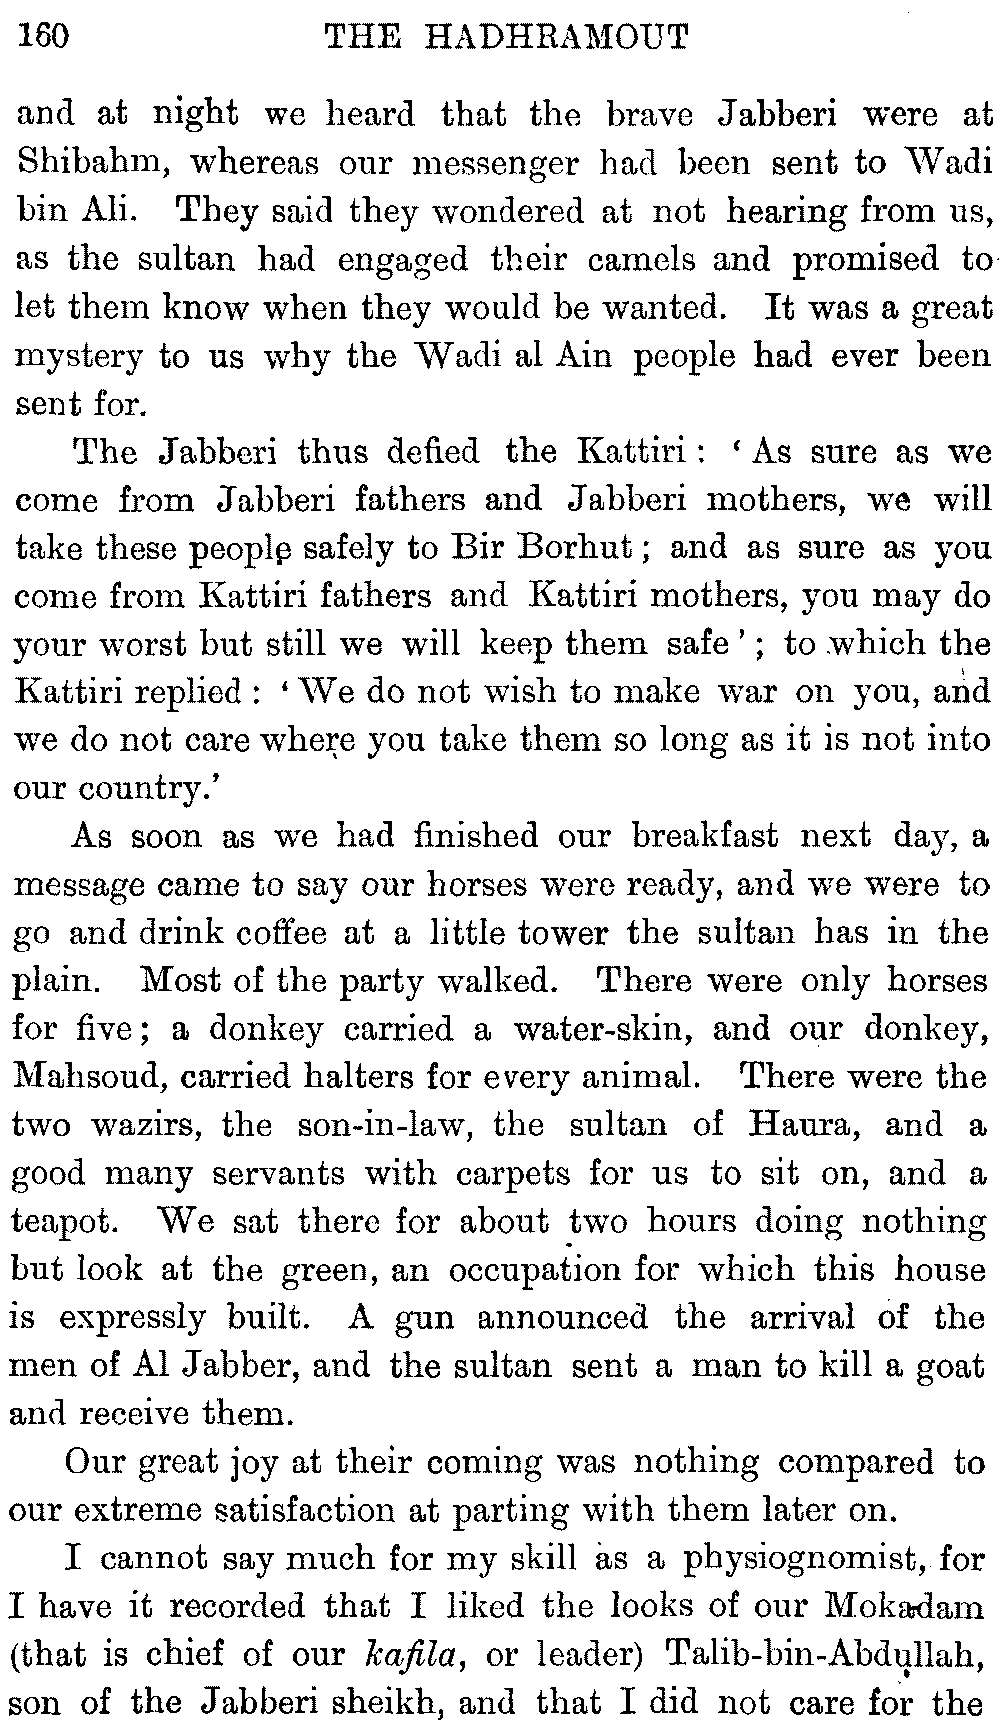 160 THE HADHRAMOUT
and at night we heard that the brave Jabberi were at
Shibahm, whereas our messenger had been sent to Wadi
bin Ali. They said they wondered at not hearing from us,
as the sultan had engaged their camels and promised to
let them know when they would be wanted. It was a great
mystery to us why the Wadi al Ain people had ever been
sent for.
The Jabberi thus defied the Kattiri : ‘ As sure as we
come from Jabberi fathers and Jabberi mothers, we will
take these people safely to Bir Borhut ; and as sure as you
come from Kattiri fathers and Kattiri mothers, you may do
your worst but still we will keep them safe ’ ; to which the
Kattiri replied : ‘ We do not wish to make war on you, and
we do not care where you take them so long as it is not into
our country.’
As soon as we had finished our breakfast next day, a
message came to say our horses were ready, and we were to
go and drink coffee at a little tower the sultan has in the
plain. Most of the party walked. There were only horses
for five ; a donkey carried a water-skin, and our donkey,
Mahsoud, carried halters for every animal. There were the
two wazirs, the son-in-law, the sultan of Haura, and a
good many servants with carpets for us to sit on, and a
teapot. We sat there for about two hours doing nothing
but look at the green, an occupation for which this house
is expressly built. A gun announced the arrival of the
men of Al Jabber, and the sultan sent a man to kill a goat
and receive them.
Our great joy at their coming was nothing compared to
our extreme satisfaction at parting with them later on.
I cannot say much for my skill as a physiognomist, for
I have it recorded that I liked the looks of our Mokadam
(that is chief of our kafila, or leader) Talib-bin-Abdullah,
son of the Jabberi sheikh, and that I did not care for the